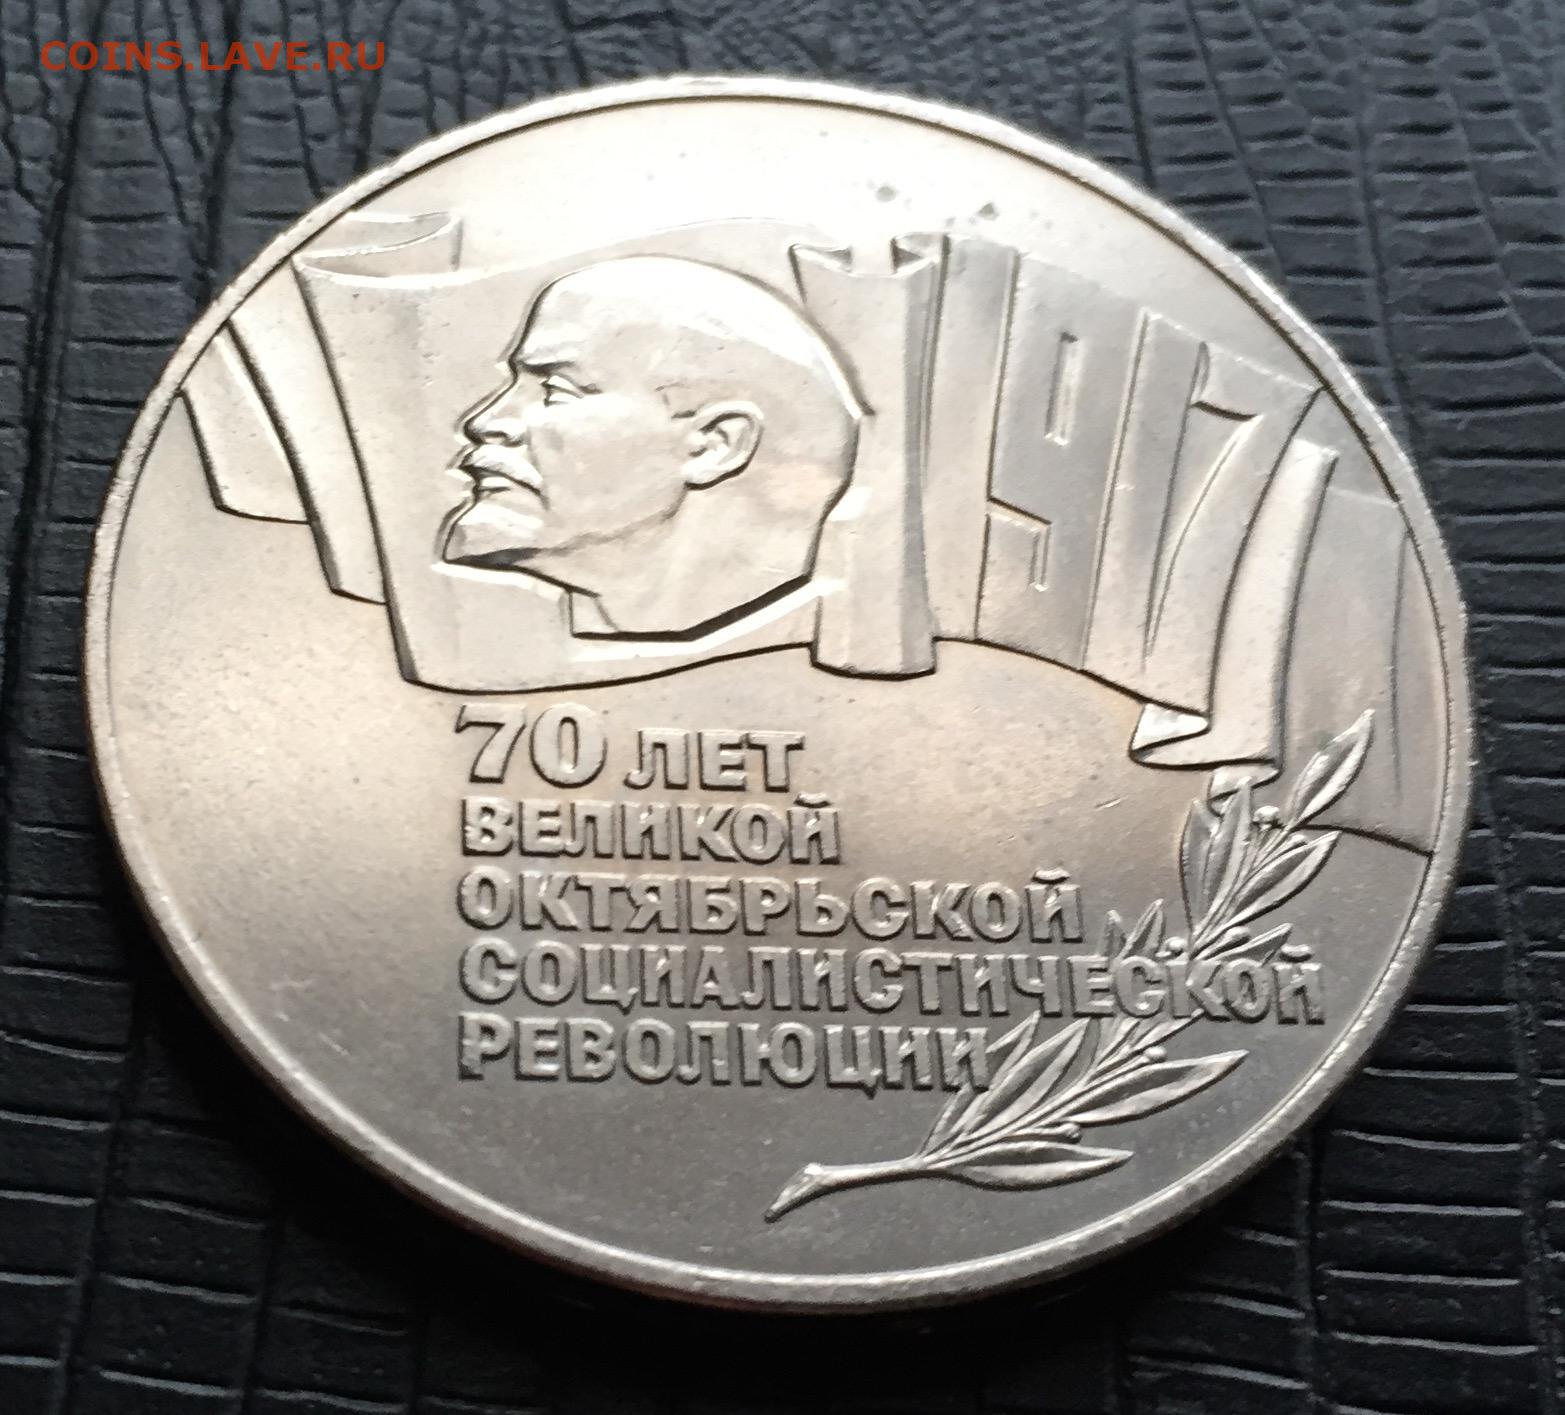 COINS.LAVE.RU
1917
70 ЛЕТ
ВЕЛИКОЙ
ОКТЯБРЬСКОЙ
СОЦИАЛИСТИЧЕСКОЙ
РЕВОЛЮЦИИ